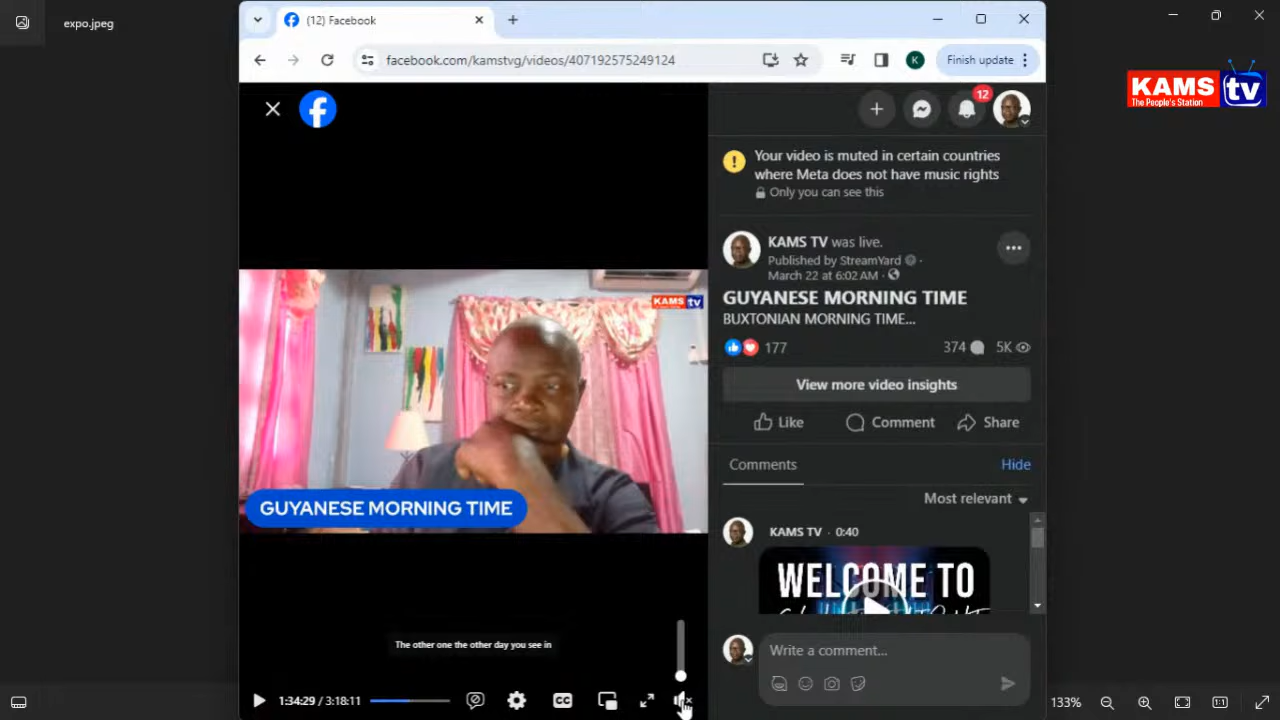 expo.jpeg
(12) Facebook
facebook.com/kamstvg/videos/407192575249124
Finish update
KAMS tv
The People's Station
12
Your video is muted in certain countries
where Meta does not have music rights
Only you can see this
KAMS TV was live.
Published by StreamYard
March 22 at 6:02 AM
GUYANESE MORNING TIME
BUXTONIAN MORNING TIME...
177
374
5K
View more video insights
Like
Comment
Share
Comments
Hide
Most relevant
KAMS TV · 0:40
WELCOME TO
KAMS tv
GUYANESE MORNING TIME
The other one the other day you see in
1:34:29 / 3:18:11
CC
Write a comment...
K
133%
1:1